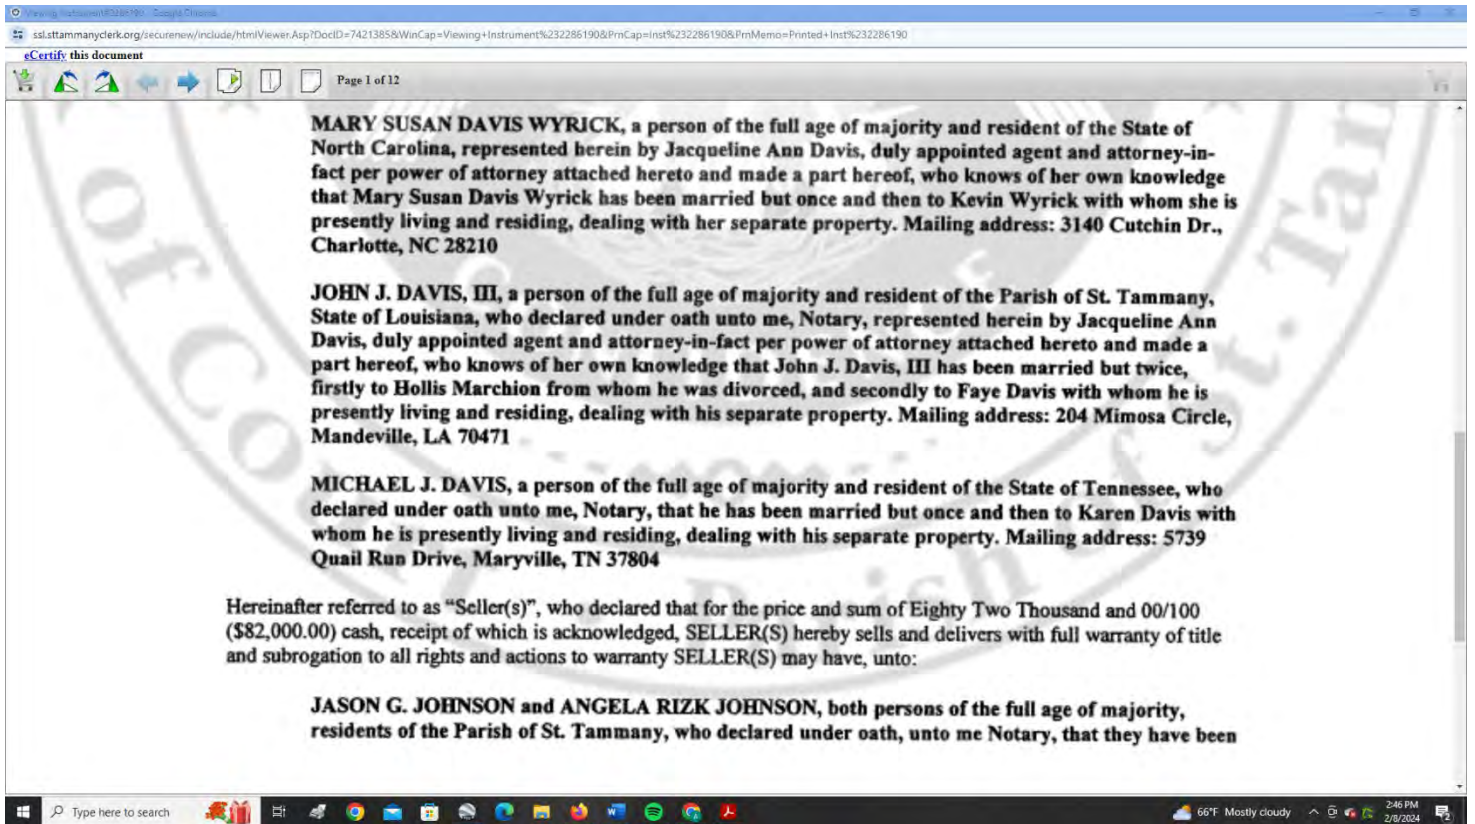 Viewing Instrument#2286190 - Google Chrome
ssl.sttammanyclerk.org/securenew/include/htmlViewer.Asp?DocID=7421385&WinCap=Viewing+Instrument%232286190&PrnCap=Inst%232286190&PrnMemo=Printed+Inst%232286190
eCertify this document
Page 1 of 12
MARY SUSAN DAVIS WYRICK, a person of the full age of majority and resident of the State of
North Carolina, represented herein by Jacqueline Ann Davis, duly appointed agent and attorney-in-
fact per power of attorney attached hereto and made a part hereof, who knows of her own knowledge
that Mary Susan Davis Wyrick has been married but once and then to Kevin Wyrick with whom she is
presently living and residing, dealing with her separate property. Mailing address: 3140 Cutchin Dr.,
Charlotte, NC 28210
JOHN J. DAVIS, III, a person of the full age of majority and resident of the Parish of St. Tammany,
State of Louisiana, who declared under oath unto me, Notary, represented herein by Jacqueline Ann
Davis, duly appointed agent and attorney-in-fact per power of attorney attached hereto and made a
part hereof, who knows of her own knowledge that John J. Davis, III has been married but twice,
firstly to Hollis Marchion from whom he was divorced, and secondly to Faye Davis with whom he is
presently living and residing, dealing with his separate property. Mailing address: 204 Mimosa Circle,
Mandeville, LA 70471
MICHAEL J. DAVIS, a person of the full age of majority and resident of the State of Tennessee, who
declared under oath unto me, Notary, that he has been married but once and then to Karen Davis with
whom he is presently living and residing, dealing with his separate property. Mailing address: 5739
Quail Run Drive, Maryville, TN 37804
Hereinafter referred to as “Seller(s)”, who declared that for the price and sum of Eighty Two Thousand and 00/100
($82,000.00) cash, receipt of which is acknowledged, SELLER(S) hereby sells and delivers with full warranty of title
and subrogation to all rights and actions to warranty SELLER(S) may have, unto:
JASON G. JOHNSON and ANGELA RIZK JOHNSON, both persons of the full age of majority,
residents of the Parish of St. Tammany, who declared under oath, unto me Notary, that they have been
of Co
Parish of St. Tam
Type here to search
66°F Mostly cloudy
2:46 PM
2/8/2024